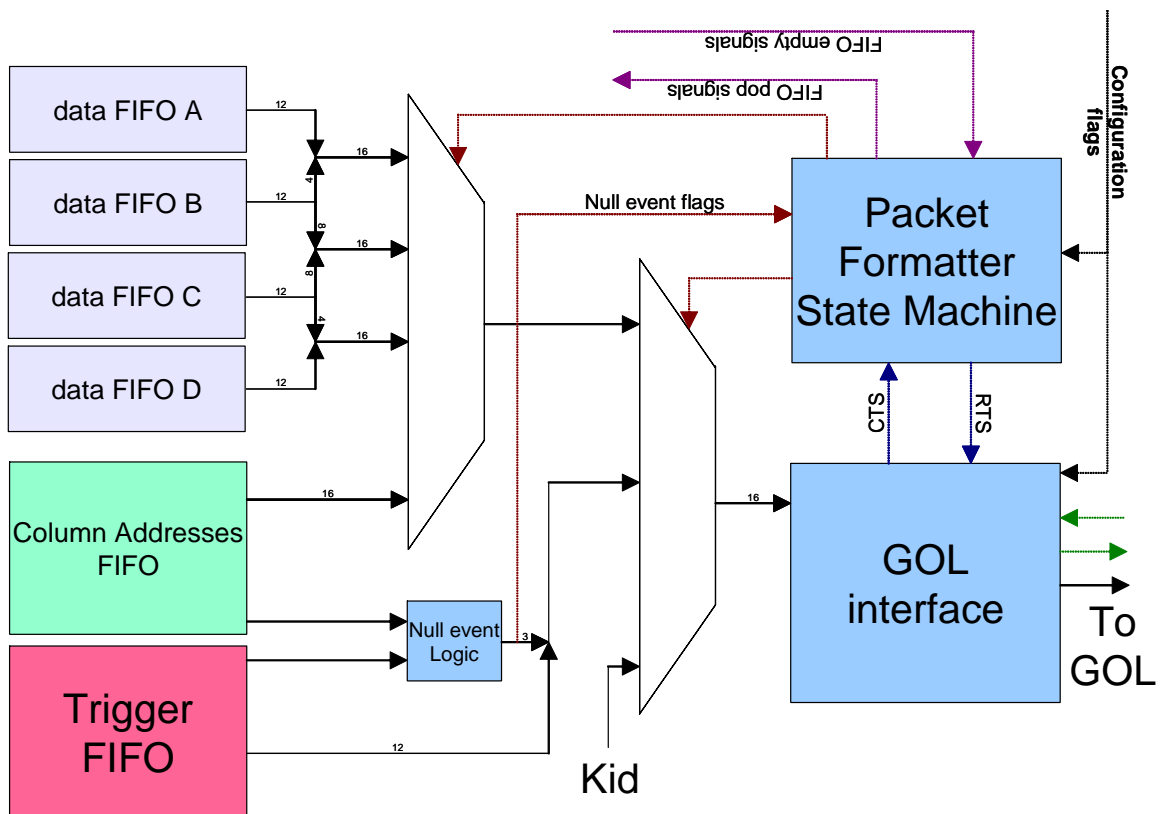 FIFO empty signals
FIFO pop signals
Configuration
flags
data FIFO A
12
16
4
data FIFO B
12
8
16
8
data FIFO C
12
4
16
data FIFO D
12
Null event flags
Packet
Formatter
State Machine
CTS
RTS
Column Addresses
FIFO
16
16
GOL
interface
Null event
Logic
3
To
GOL
Trigger
FIFO
12
Kid